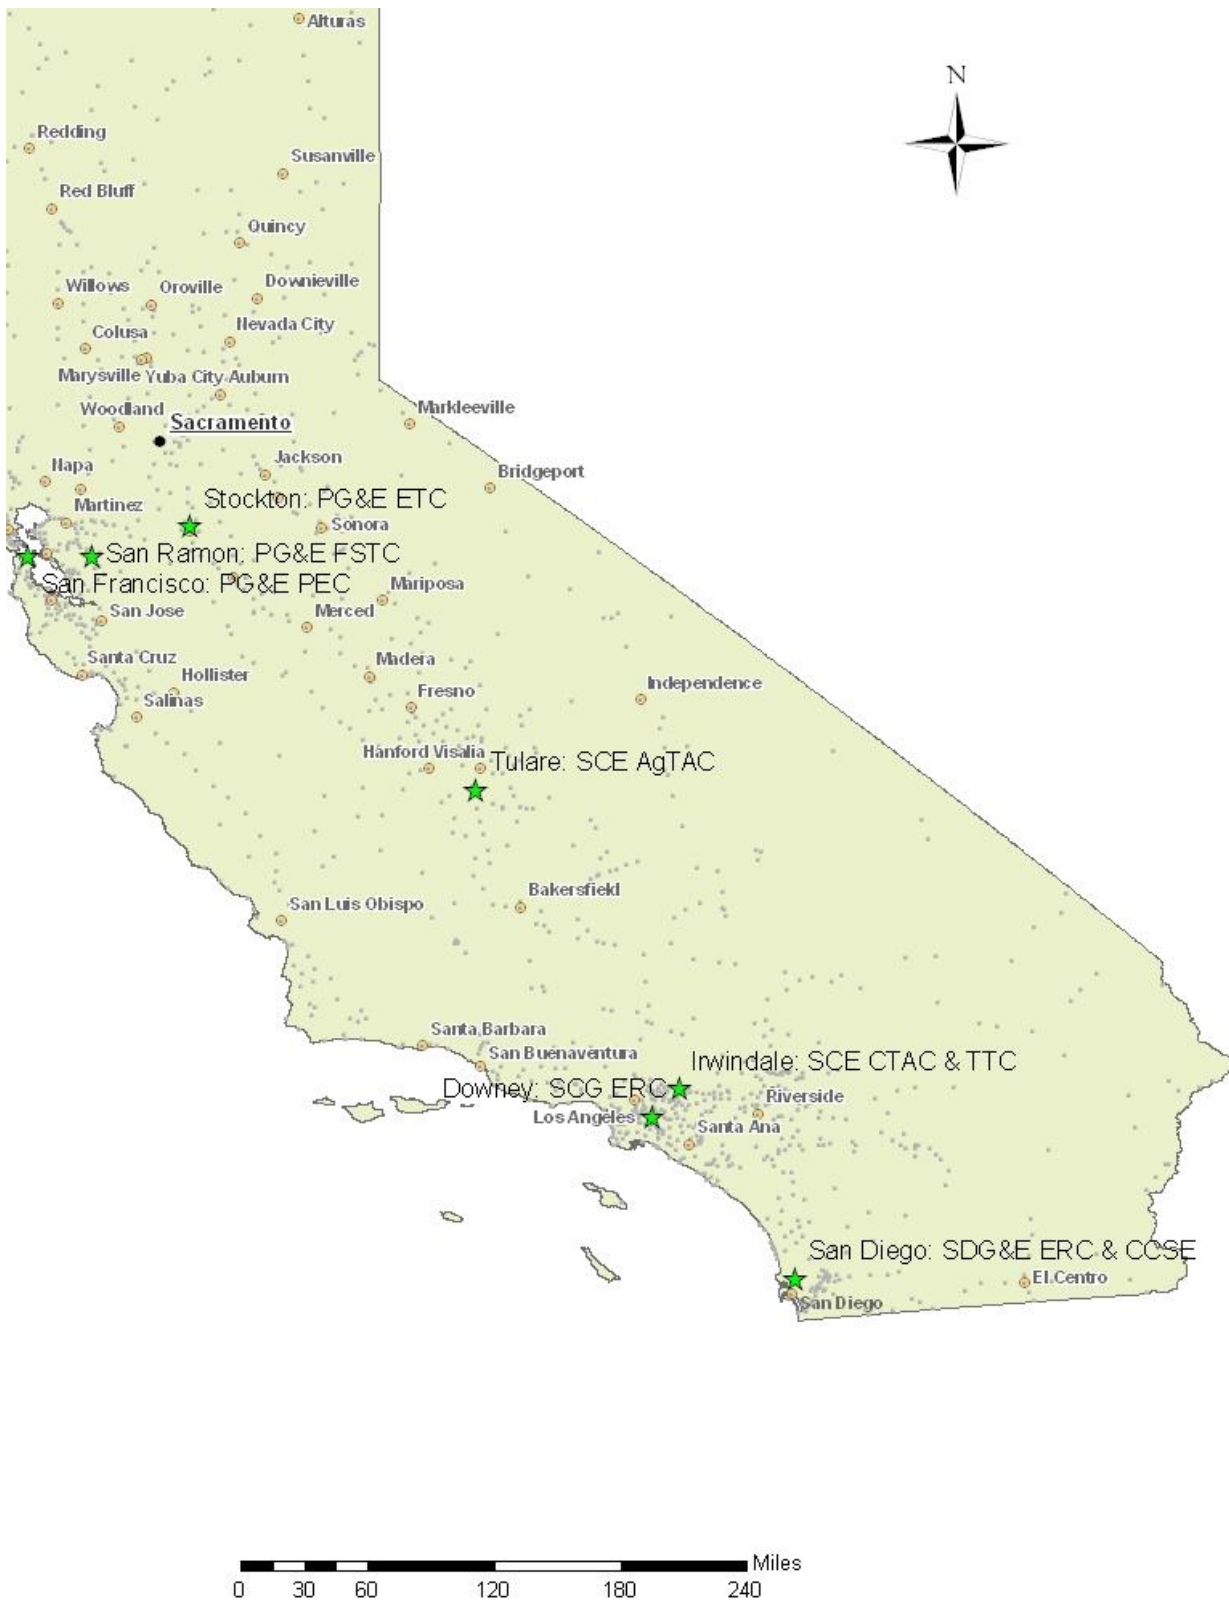 Alturas
N
Redding
Susanville
Red Bluff
Quincy
Willows
Oroville
Downieville
Colusa
Nevada City
Marysville
Yuba City
Auburn
Woodland
Sacramento
Markleeville
Napa
Jackson
Bridgeport
Martinez
Stockton: PG&E ETC
Sonora
San Ramon: PG&E FSTC
San Francisco: PG&E PEC
Mariposa
San Jose
Merced
Santa Cruz
Hollister
Madera
Salinas
Fresno
Independence
Hanford
Visalia
Tulare: SCE AgTAC
Bakersfield
San Luis Obispo
Santa Barbara
San Buenaventura
Irwindale: SCE CTAC & TTC
Downey: SCG ERC
Riverside
Los Angeles
Santa Ana
San Diego: SDG&E ERC & CCSE
El Centro
San Diego
Miles
0 30 60 120 180 240